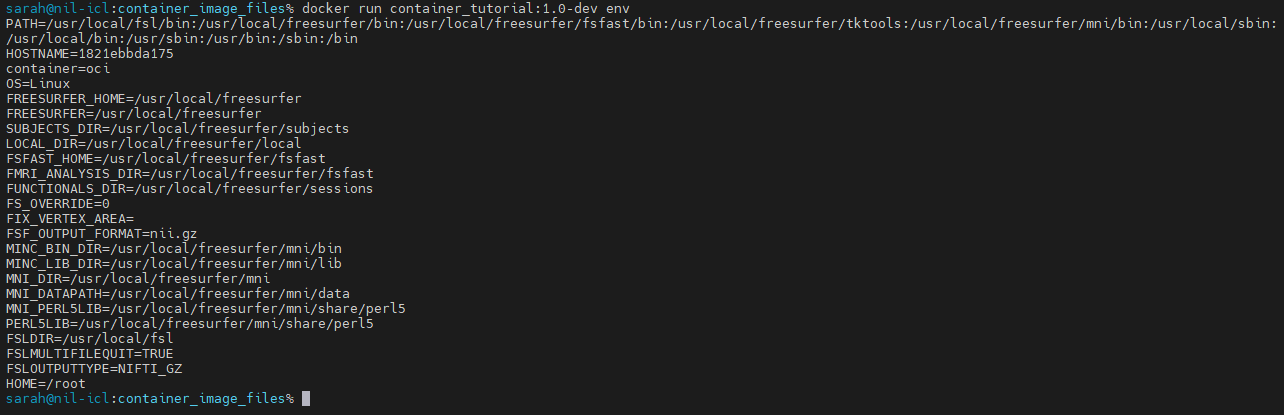 sarah@nil-icl:container_image_files% docker run container_tutorial:1.0-dev env
PATH=/usr/local/fsl/bin:/usr/local/freesurfer/bin:/usr/local/freesurfer/fsfast/bin:/usr/local/freesurfer/tktools:/usr/local/freesurfer/mni/bin:/usr/local/sbin:
/usr/local/bin:/usr/sbin:/usr/bin:/sbin:/bin
HOSTNAME=1821ebbda175
container=oci
OS=Linux
FREESURFER_HOME=/usr/local/freesurfer
FREESURFER=/usr/local/freesurfer
SUBJECTS_DIR=/usr/local/freesurfer/subjects
LOCAL_DIR=/usr/local/freesurfer/local
FSFAST_HOME=/usr/local/freesurfer/fsfast
FMRI_ANALYSIS_DIR=/usr/local/freesurfer/fsfast
FUNCTIONALS_DIR=/usr/local/freesurfer/sessions
FS_OVERRIDE=0
FIX_VERTEX_AREA=
FSF_OUTPUT_FORMAT=nii.gz
MINC_BIN_DIR=/usr/local/freesurfer/mni/bin
MINC_LIB_DIR=/usr/local/freesurfer/mni/lib
MNI_DIR=/usr/local/freesurfer/mni
MNI_DATAPATH=/usr/local/freesurfer/mni/data
MNI_PERL5LIB=/usr/local/freesurfer/mni/share/perl5
PERL5LIB=/usr/local/freesurfer/mni/share/perl5
FSLDIR=/usr/local/fsl
FSLMULTIFILEQUIT=TRUE
FSLOUTPUTTYPE=NIFTI_GZ
HOME=/root
sarah@nil-icl:container_image_files%